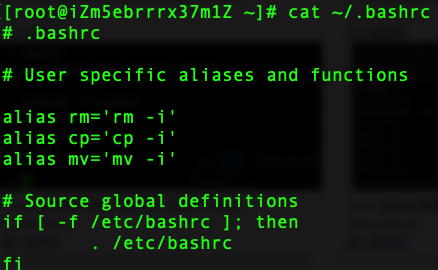 [root@iZm5ebrrrx37m1Z ~]# cat ~/.bashrc
# .bashrc
# User specific aliases and functions
alias rm='rm -i'
alias cp='cp -i'
alias mv='mv -i'
# Source global definitions
if [ -f /etc/bashrc ]; then
        . /etc/bashrc
fi